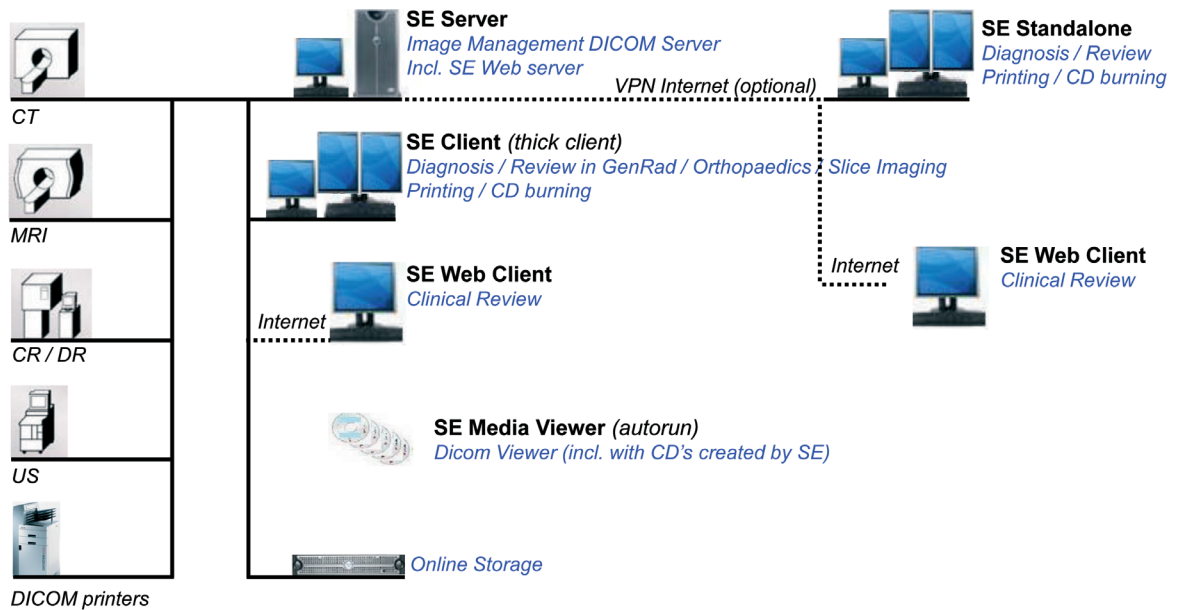 SE Server
Image Management DICOM Server
Incl. SE Web server
SE Standalone
Diagnosis / Review
Printing / CD burning
VPN Internet (optional)
CT
SE Client (thick client)
Diagnosis / Review in GenRad / Orthopaedics / Slice Imaging
Printing / CD burning
MRI
SE Web Client
Clinical Review
Internet
SE Web Client
Clinical Review
Internet
CR / DR
SE Media Viewer (autorun)
Dicom Viewer (incl. with CD's created by SE)
US
Online Storage
DICOM printers